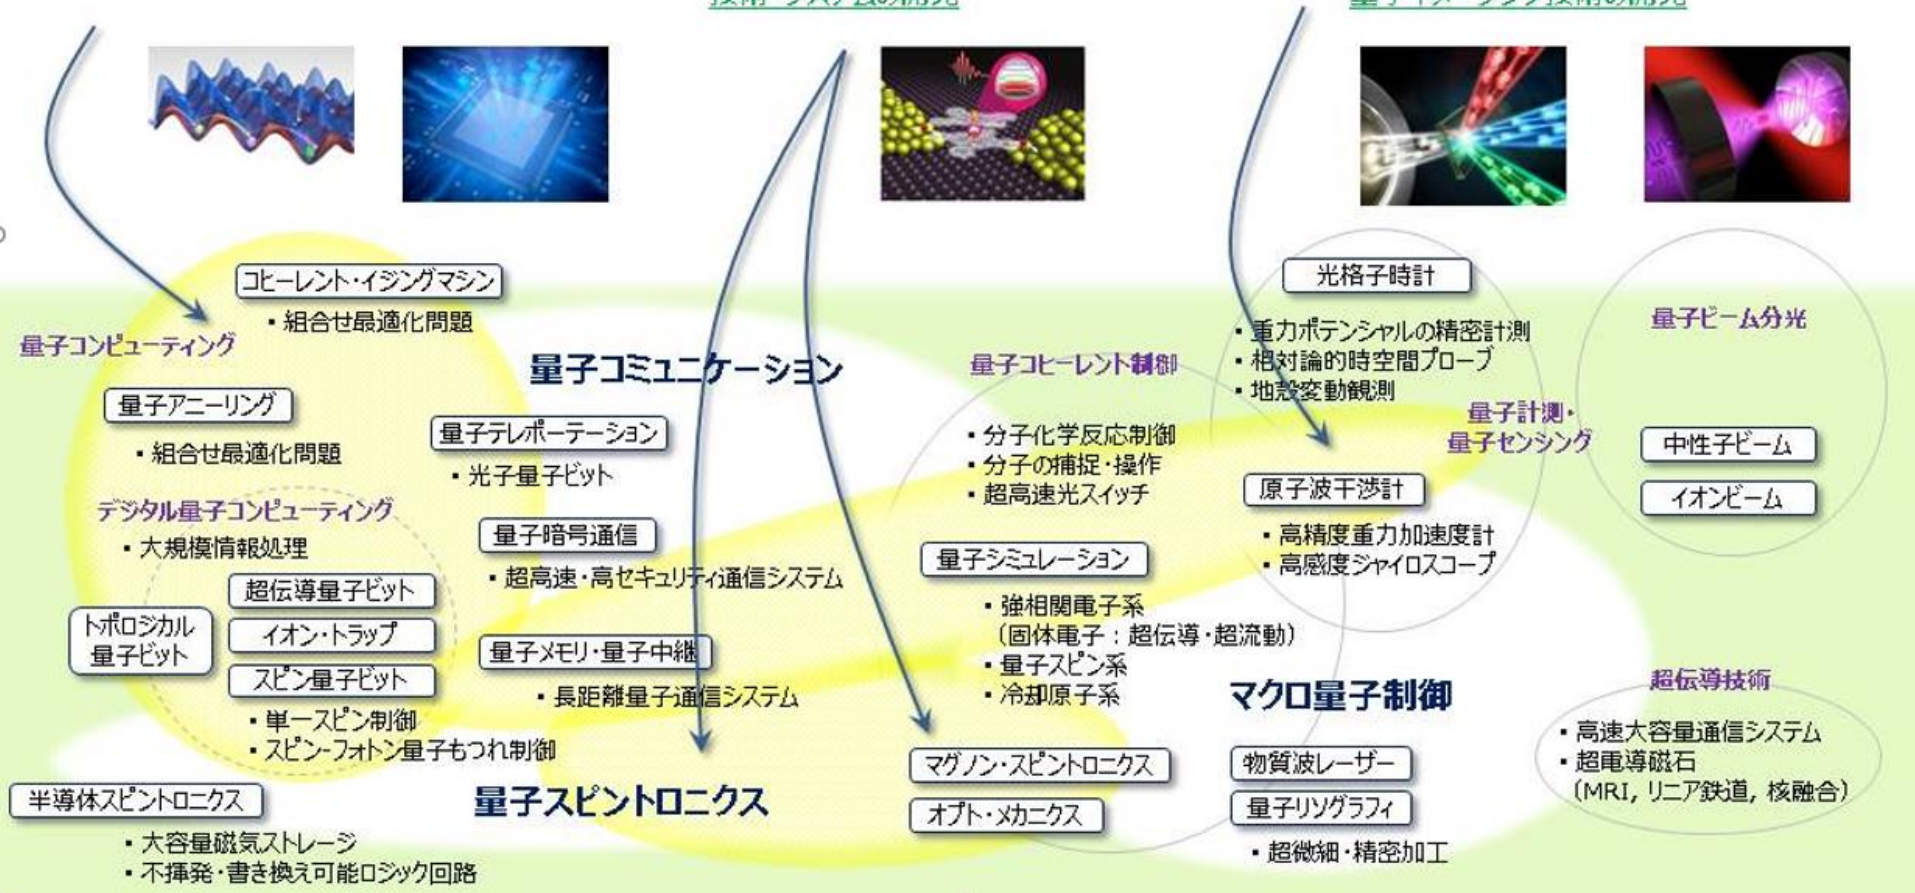 技術・システムの開発
量子イメージング技術の開発
コヒーレント・イジングマシン
・組合せ最適化問題
量子コンピューティング
量子アニーリング
・組合せ最適化問題
デジタル量子コンピューティング
・大規模情報処理
超伝導量子ビット
トポロジカル
量子ビット
イオン・トラップ
スピン量子ビット
・単一スピン制御
・スピン-フォトン量子もつれ制御
半導体スピントロニクス
・大容量磁気ストレージ
・不揮発・書き換え可能ロジック回路
量子コミュニケーション
量子テレポーテーション
・光子量子ビット
量子暗号通信
・超高速・高セキュリティ通信システム
量子メモリ・量子中継
・長距離量子通信システム
量子スピントロニクス
量子コヒーレント制御
・分子化学反応制御
・分子の捕捉・操作
・超高速光スイッチ
量子シミュレーション
・強相関電子系
（固体電子：超伝導・超流動）
・量子スピン系
・冷却原子系
マグノン・スピントロニクス
オプト・メカニクス
光格子時計
・重力ポテンシャルの精密計測
・相対論的時空間プローブ
・地殻変動観測
量子計測・
量子センシング
原子波干渉計
・高精度重力加速度計
・高感度ジャイロスコープ
マクロ量子制御
物質波レーザー
量子リソグラフィ
・超微細・精密加工
量子ビーム分光
中性子ビーム
イオンビーム
超伝導技術
・高速大容量通信システム
・超電導磁石
（MRI, リニア鉄道, 核融合）